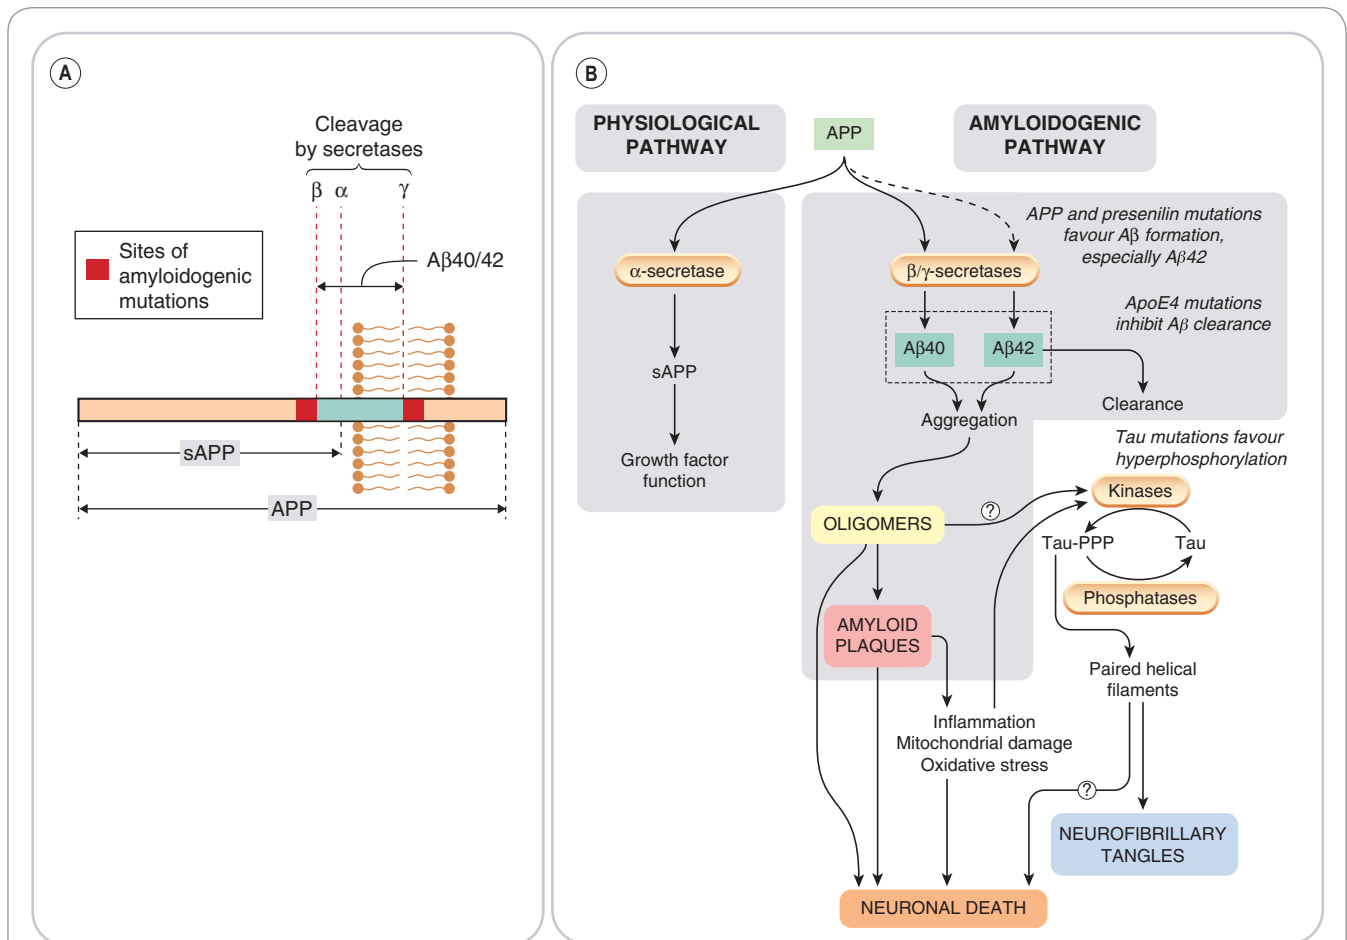 A
Cleavage
by secretases
β α γ
Sites of
amyloidogenic
mutations
Aβ40/42
sAPP
APP
B
PHYSIOLOGICAL
PATHWAY
APP
AMYLOIDOGENIC
PATHWAY
APP and presenilin mutations
favour Aβ formation,
especially Aβ42
α-secretase
β/γ-secretases
ApoE4 mutations
inhibit Aβ clearance
Aβ40
Aβ42
sAPP
Clearance
Aggregation
Growth factor
function
Tau mutations favour
hyperphosphorylation
Kinases
OLIGOMERS
?
Tau-PPP
Tau
Phosphatases
AMYLOID
PLAQUES
Paired helical
filaments
Inflammation
Mitochondrial damage
Oxidative stress
?
NEUROFIBRILLARY
TANGLES
NEURONAL DEATH